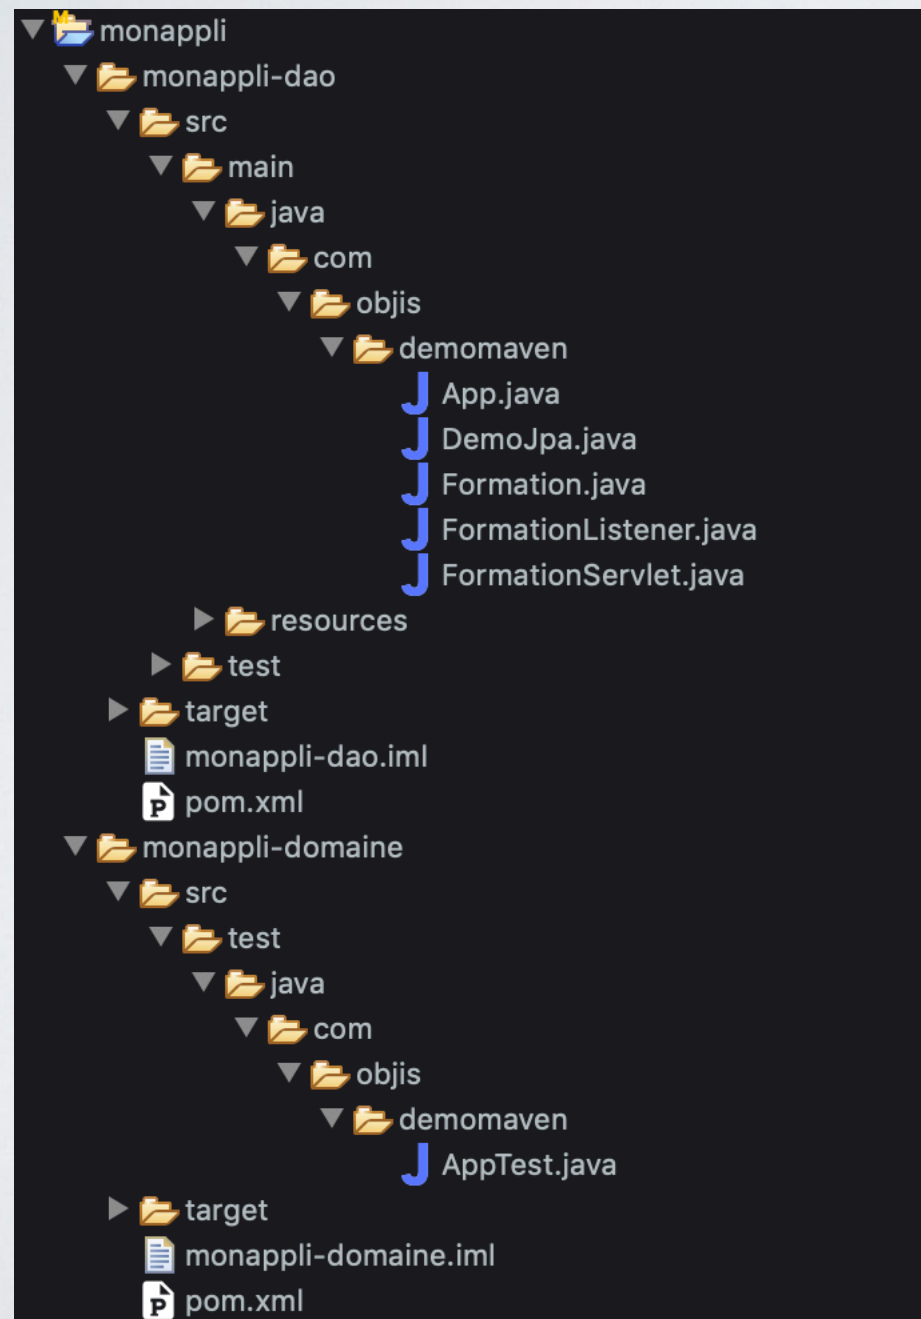 monappli
monappli-dao
src
main
java
com
objis
demomaven
App.java
DemoJpa.java
Formation.java
FormationListener.java
FormationServlet.java
resources
test
target
monappli-dao.iml
pom.xml
monappli-domaine
src
test
java
com
objis
demomaven
AppTest.java
target
monappli-domaine.iml
pom.xml